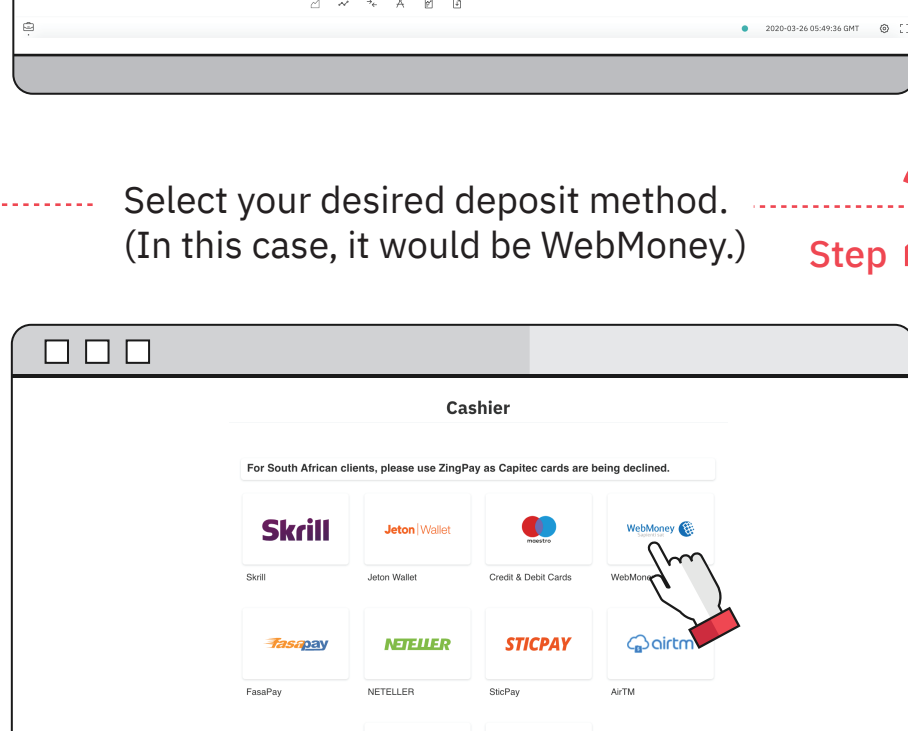 2020-03-26 05:49:36 GMT
Select your desired deposit method.
(In this case, it would be WebMoney.)
Step
Cashier
For South African clients, please use ZingPay as Capitec cards are being declined.
Skrill
Jeton Wallet
maestro
WebMoney
Skrill
Jeton Wallet
Credit & Debit Cards
WebMone
fasapay
NETELLER
STICPAY
airtm
FasaPay
NETELLER
SticPay
AirTM